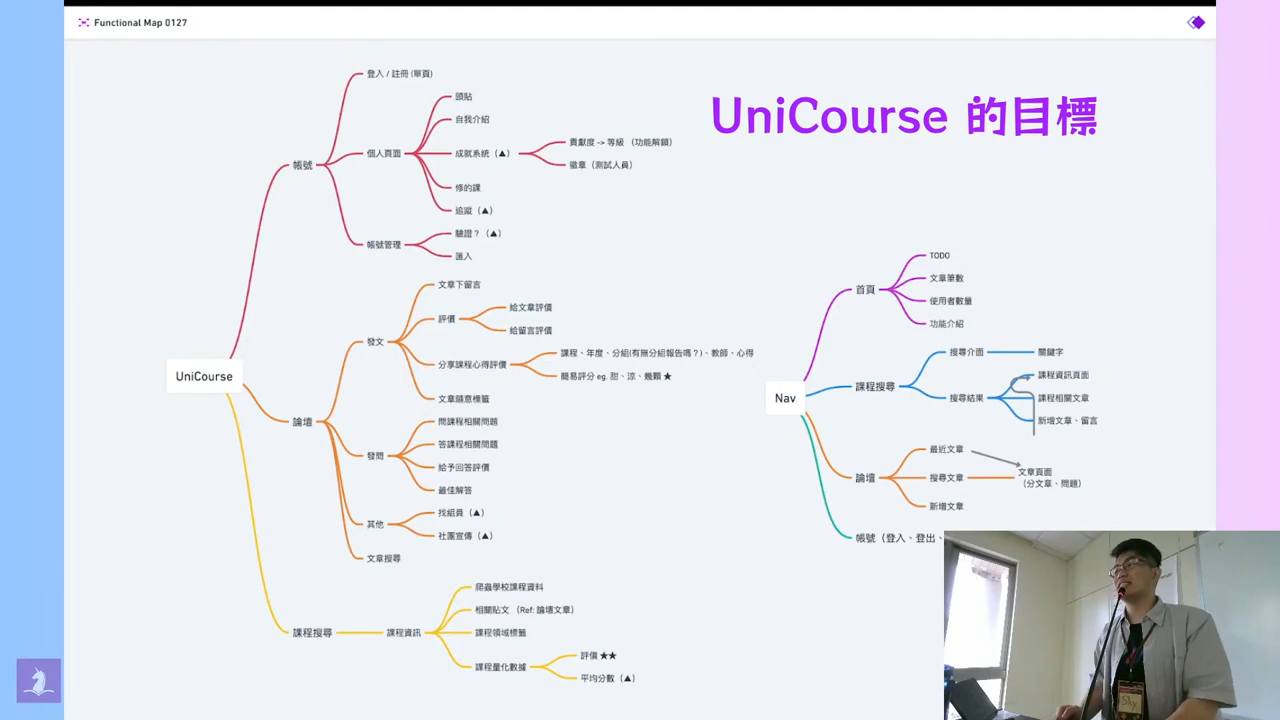 Functional Map 0127
UniCourse 的目標
UniCourse
帳號
登入 / 註冊 (單頁)
個人頁面
頭貼
自我介紹
成就系統（▲）
貢獻度 -> 等級 （功能解鎖）
徽章（測試人員）
修的課
追蹤（▲）
帳號管理
驗證？（▲）
匯入
論壇
發文
文章下留言
評價
給文章評價
給留言評價
分享課程心得評價
課程、年度、分組(有無分組報告嗎？)、教師、心得
簡易評分 eg. 甜、涼、幾顆 ★
文章隨意標籤
發問
問課程相關問題
答課程相關問題
給予回答評價
最佳解答
其他
找組員（▲）
社團宣傳（▲）
文章搜尋
課程搜尋
課程資訊
爬蟲學校課程資料
相關貼文 （Ref: 論壇文章）
課程領域標籤
課程量化數據
評價 ★★
平均分數（▲）
Nav
首頁
TODO
文章筆數
使用者數量
功能介紹
課程搜尋
搜尋介面
關鍵字
搜尋結果
課程資訊頁面
課程相關文章
新增文章、留言
論壇
最近文章
搜尋文章
文章頁面
（分文章、問題）
新增文章
帳號（登入、登出、
Sky